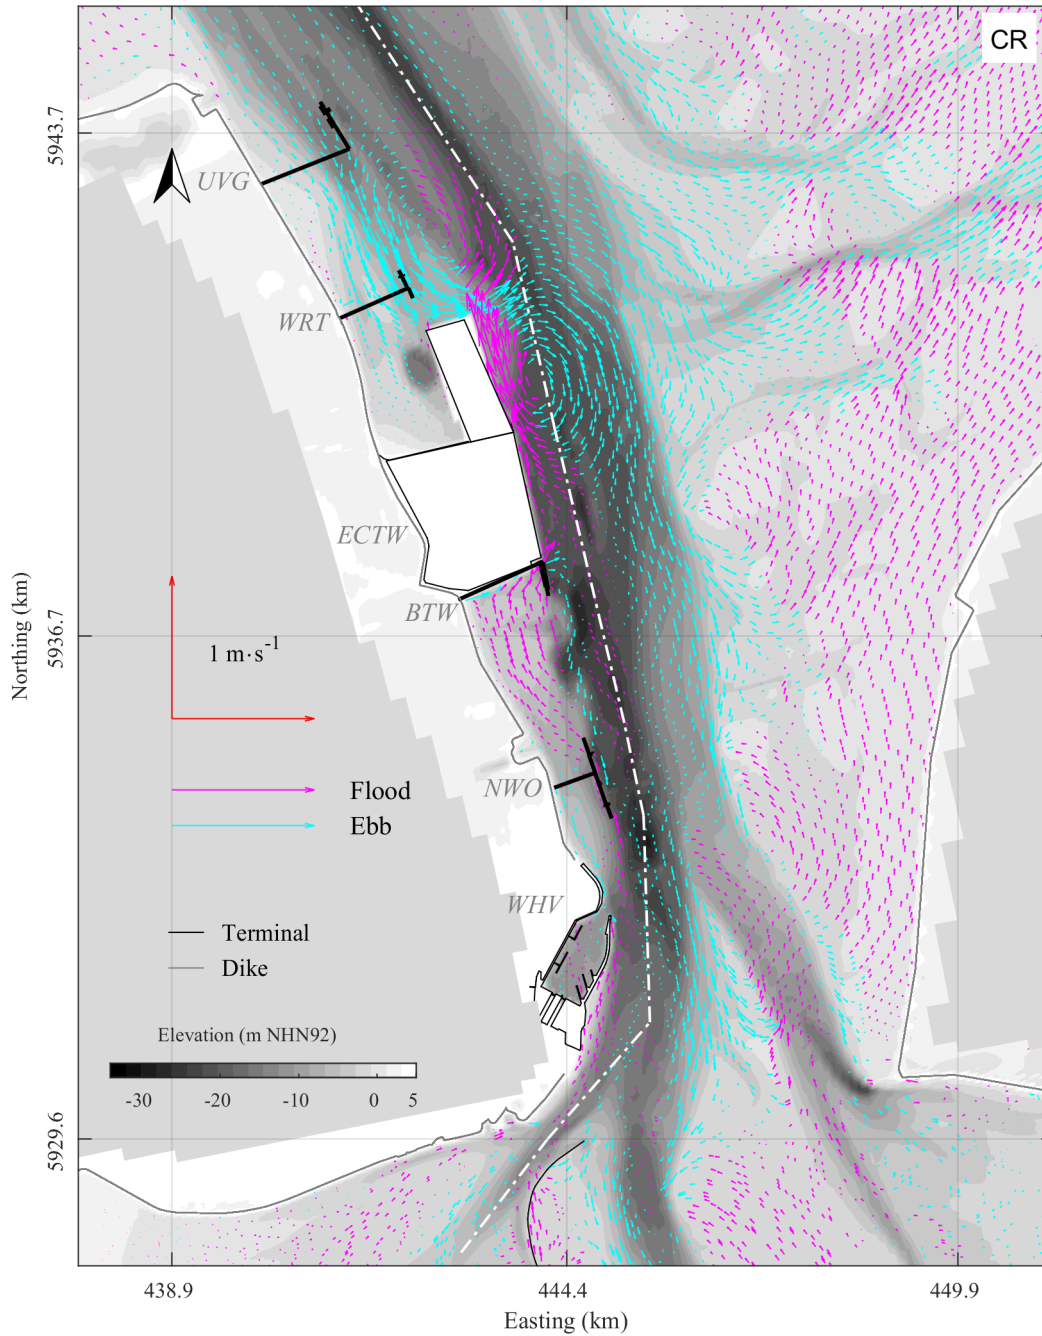 CR
5943.7
UVG
WRT
ECTW
BTW
5936.7
Northing (km)
1 m·s-1
NWO
Flood
Ebb
WHV
Terminal
Dike
Elevation (m NHN92)
-30 -20 -10 0 5
5929.6
438.9 444.4 449.9
Easting (km)